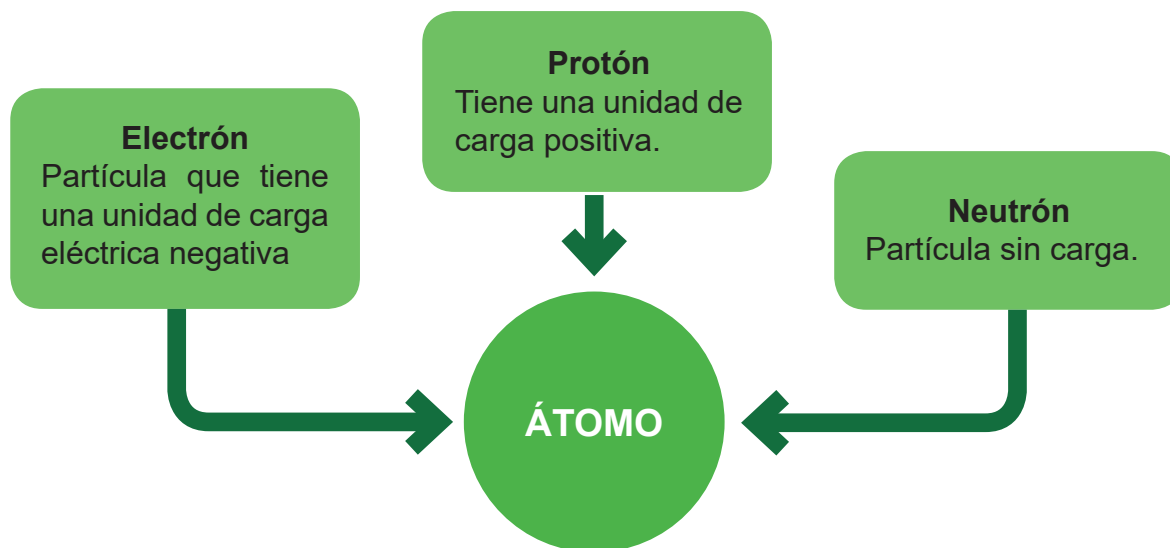 Protón
Tiene una unidad de
carga positiva.
Electrón
Partícula que tiene
una unidad de carga
eléctrica negativa
Neutrón
Partícula sin carga.
ÁTOMO